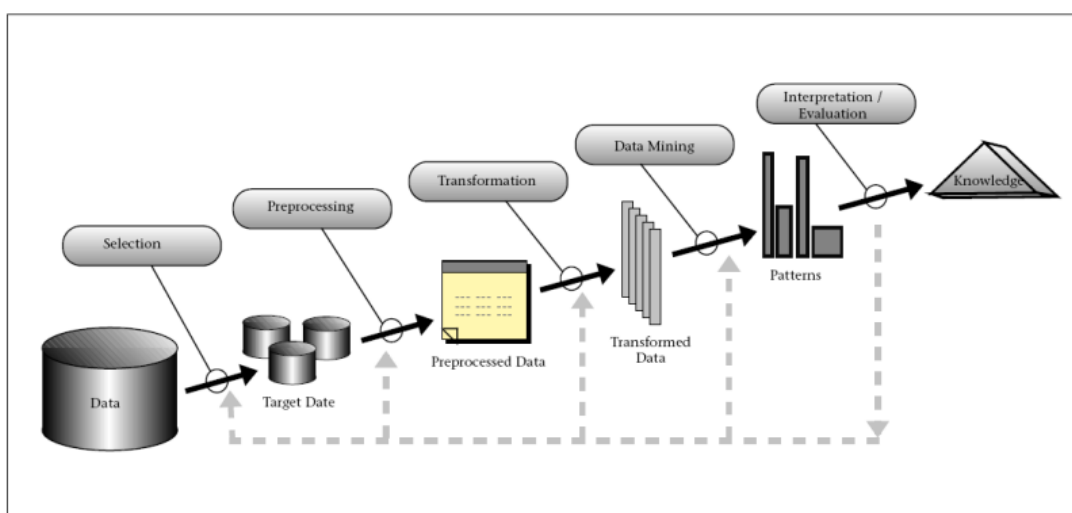 Interpretation /
Evaluation
Data Mining
Transformation
Preprocessing
Selection
Knowledge
Patterns
Transformed
Data
Preprocessed Data
Target Date
Data